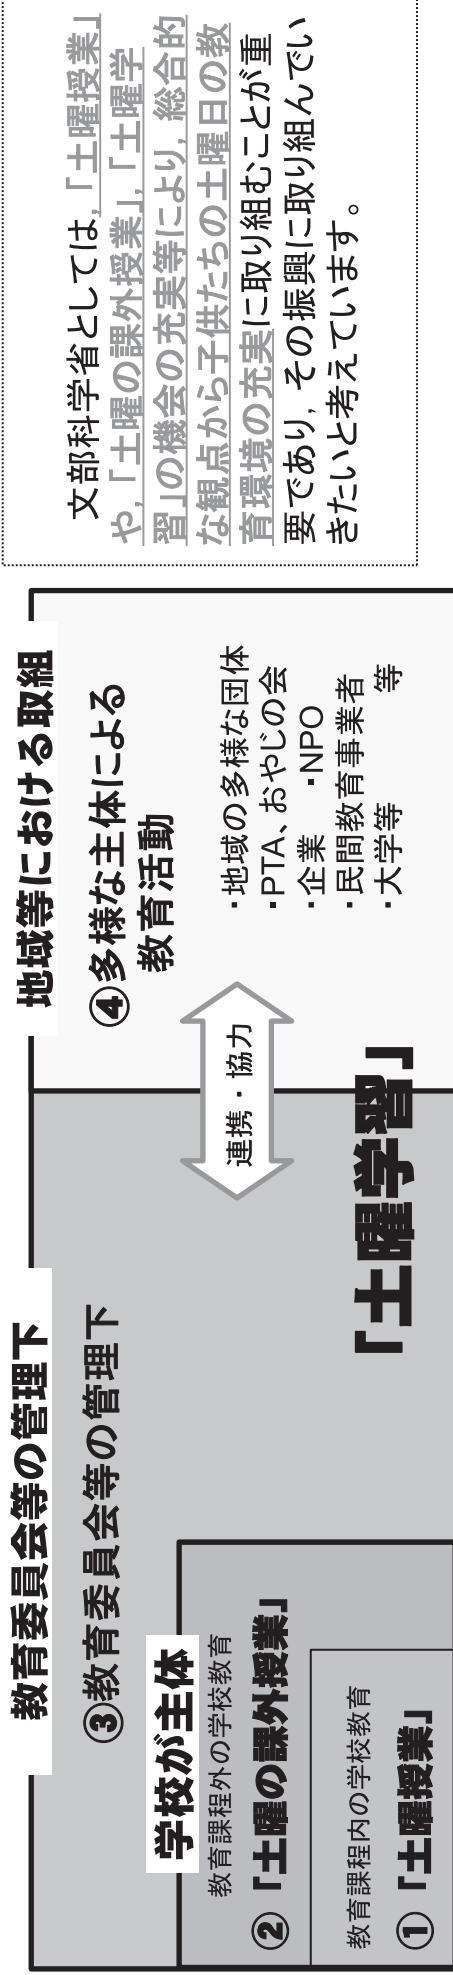 教育委員会等の管理下
地域等における取組
③教育委員会等の管理下
④多様な主体による
教育活動
学校が主体
教育課程外の学校教育
②「土曜の課外授業」
教育課程内の学校教育
①「土曜授業」
連携・協力
「土曜学習」
・地域の多様な団体
・PTA、おやじの会
・企業　・NPO
・民間教育事業者
・大学等　　　　等
文部科学省としては，「土曜授業」
や，「土曜の課外授業」，「土曜学
習」の機会の充実等により，総合的
な観点から子供たちの土曜日の教
育環境の充実に取り組むことが重
要であり，その振興に取り組んでい
きたいと考えています。